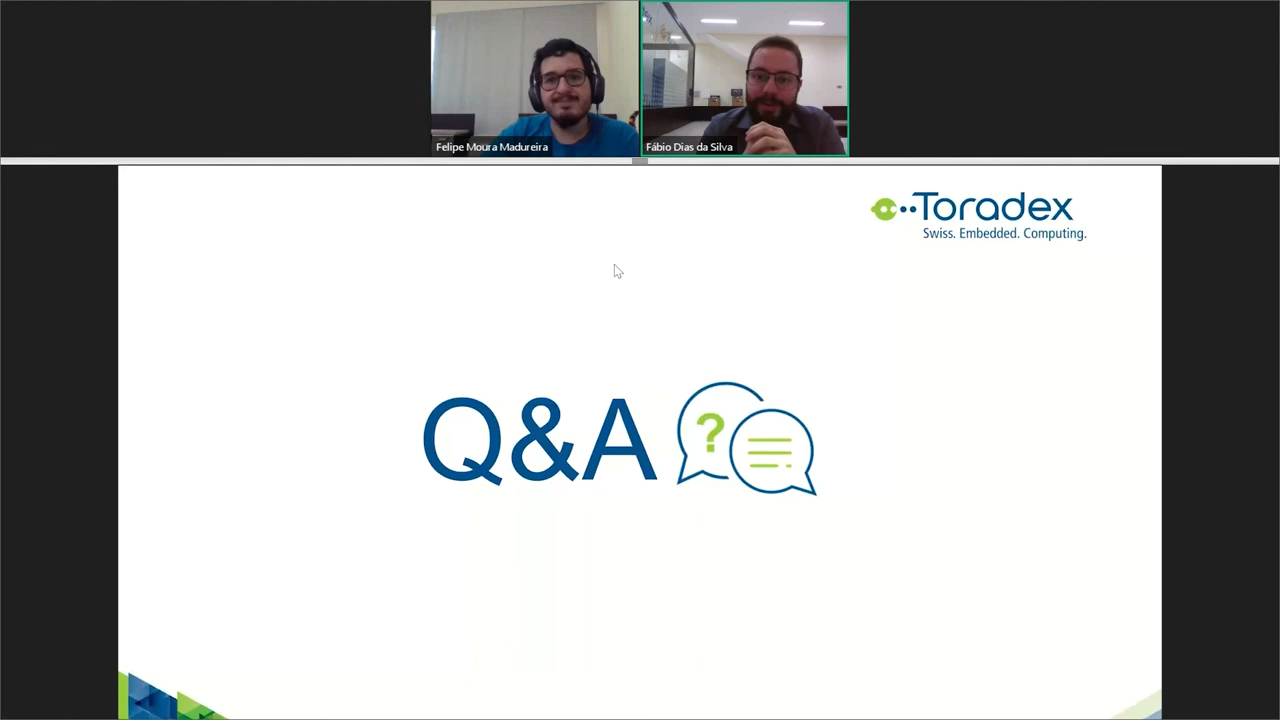 Felipe Moura Madureira
Fábio Dias da Silva
Toradex
Swiss. Embedded. Computing.
Q&A
?